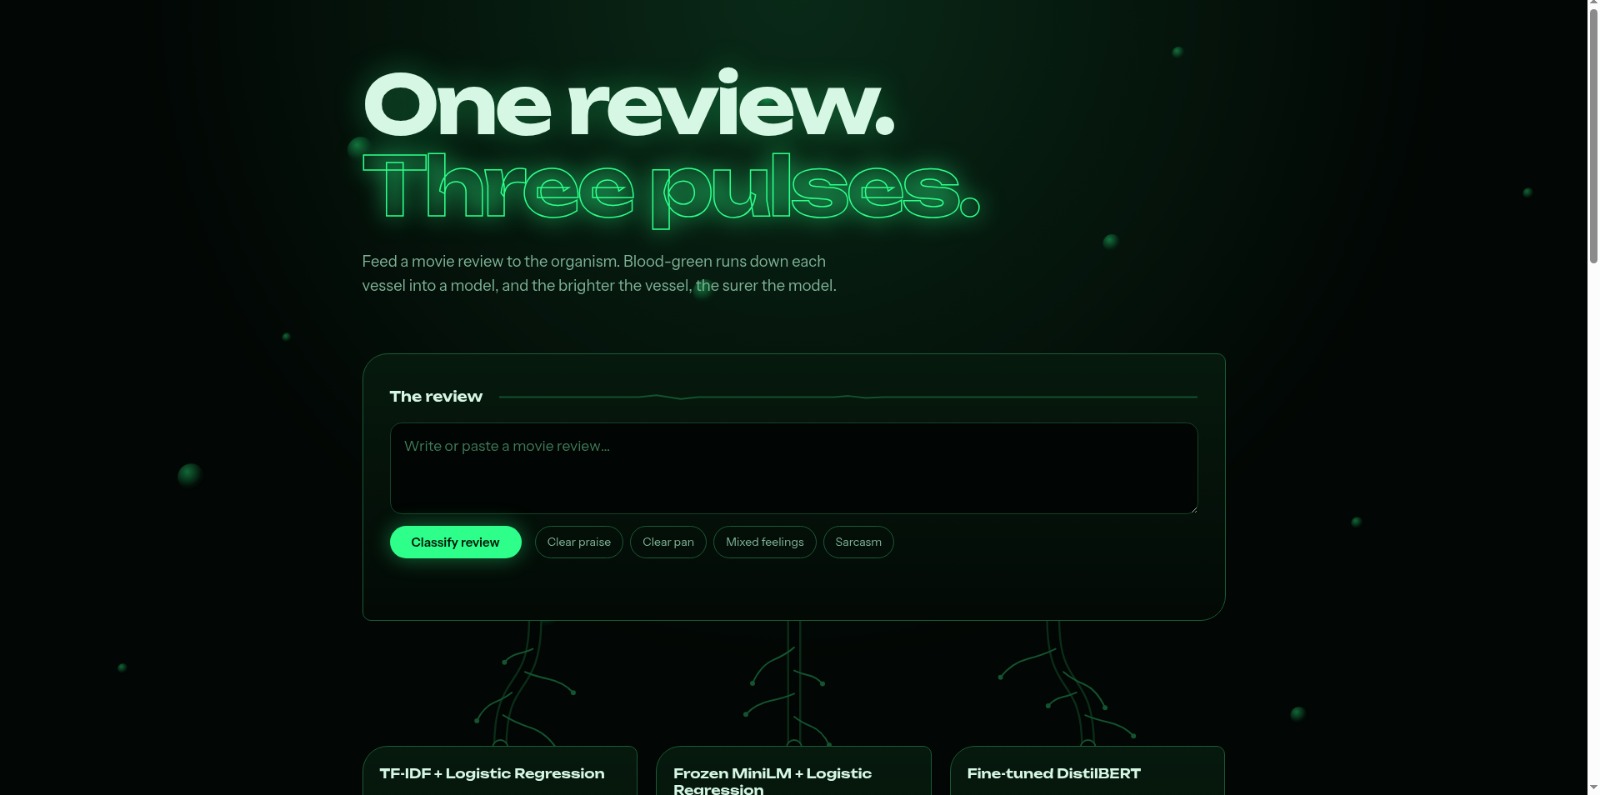 One review.
Three pulses.
Feed a movie review to the organism. Blood-green runs down each
vessel into a model, and the brighter the vessel, the surer the model.
The review
Write or paste a movie review...
Classify review
Clear praise
Clear pan
Mixed feelings
Sarcasm
TF-IDF + Logistic Regression
Frozen MiniLM + Logistic
Regression
Fine-tuned DistilBERT